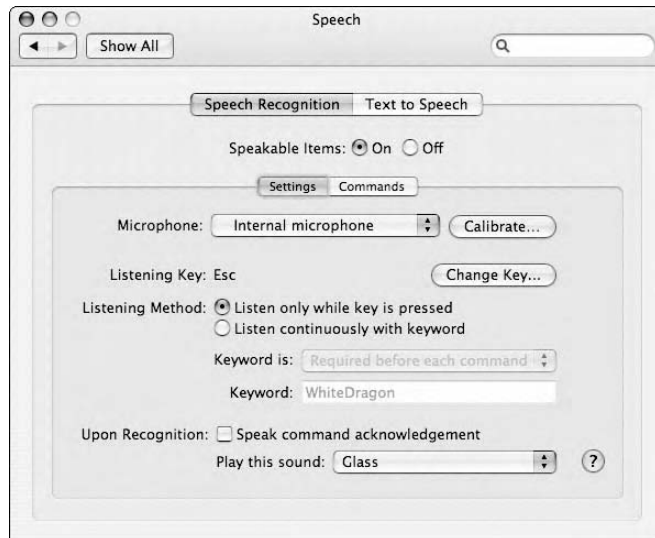 Speech
Show All
Speech Recognition Text to Speech
Speakable Items: On Off
Settings Commands
Microphone: Internal microphone Calibrate...
Listening Key: Esc Change Key...
Listening Method: Listen only while key is pressed
Listen continuously with keyword
Keyword is: Required before each command
Keyword: WhiteDragon
Upon Recognition: Speak command acknowledgement
Play this sound: Glass ?